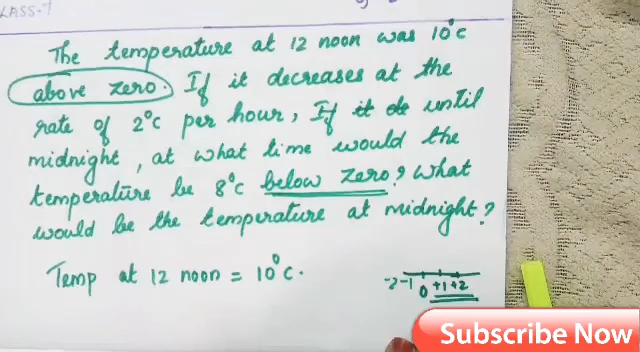 CLASS-7
The temperature at 12 noon was 10°C
above zero. If it decreases at the
rate of 2°C per hour, If it de until
midnight, at what time would the
temperature be 8°C below zero? What
would be the temperature at midnight?
Temp at 12 noon = 10°C.
-2 -1 0 +1 +2
Subscribe Now